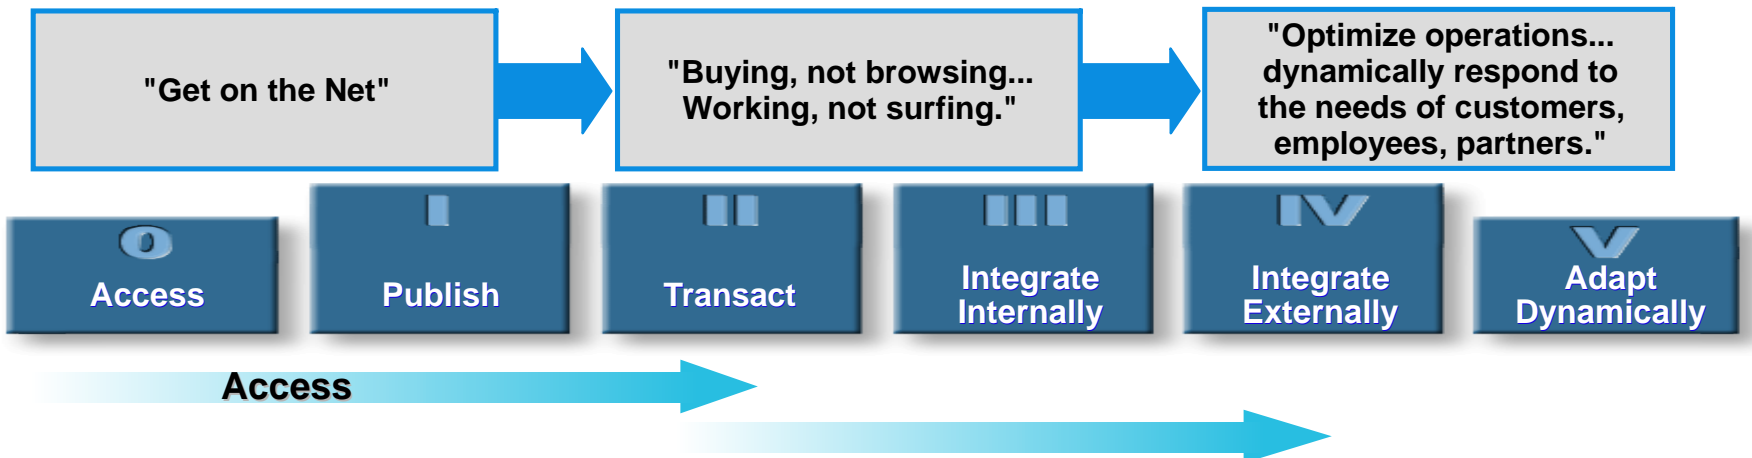 "Get on the Net"
"Buying, not browsing...
Working, not surfing."
"Optimize operations...
dynamically respond to
the needs of customers,
employees, partners."
0
Access
I
Publish
II
Transact
III
Integrate
Internally
IV
Integrate
Externally
V
Adapt
Dynamically
Access